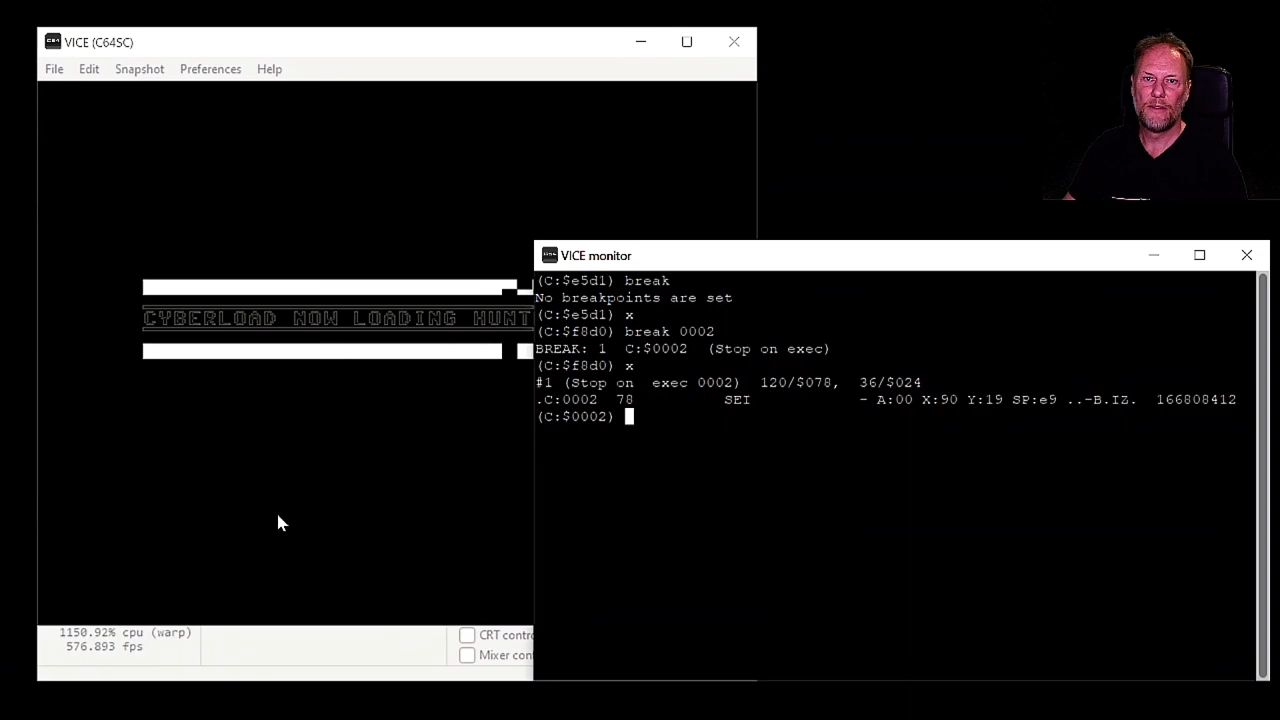 VICE (C64SC)
File Edit Snapshot Preferences Help
CYBERLOAD NOW LOADING HUNT
1150.92% cpu (warp)
576.893 fps
CRT contro
Mixer cont
VICE monitor
(C:$e5d1) break
No breakpoints are set
(C:$e5d1) x
(C:$f8d0) break 0002
BREAK: 1 C:$0002 (Stop on exec)
(C:$f8d0) x
#1 (Stop on exec 0002) 120/$078, 36/$024
.C:0002 78 SEI - A:00 X:90 Y:19 SP:e9 ..-B.IZ. 166808412
(C:$0002)